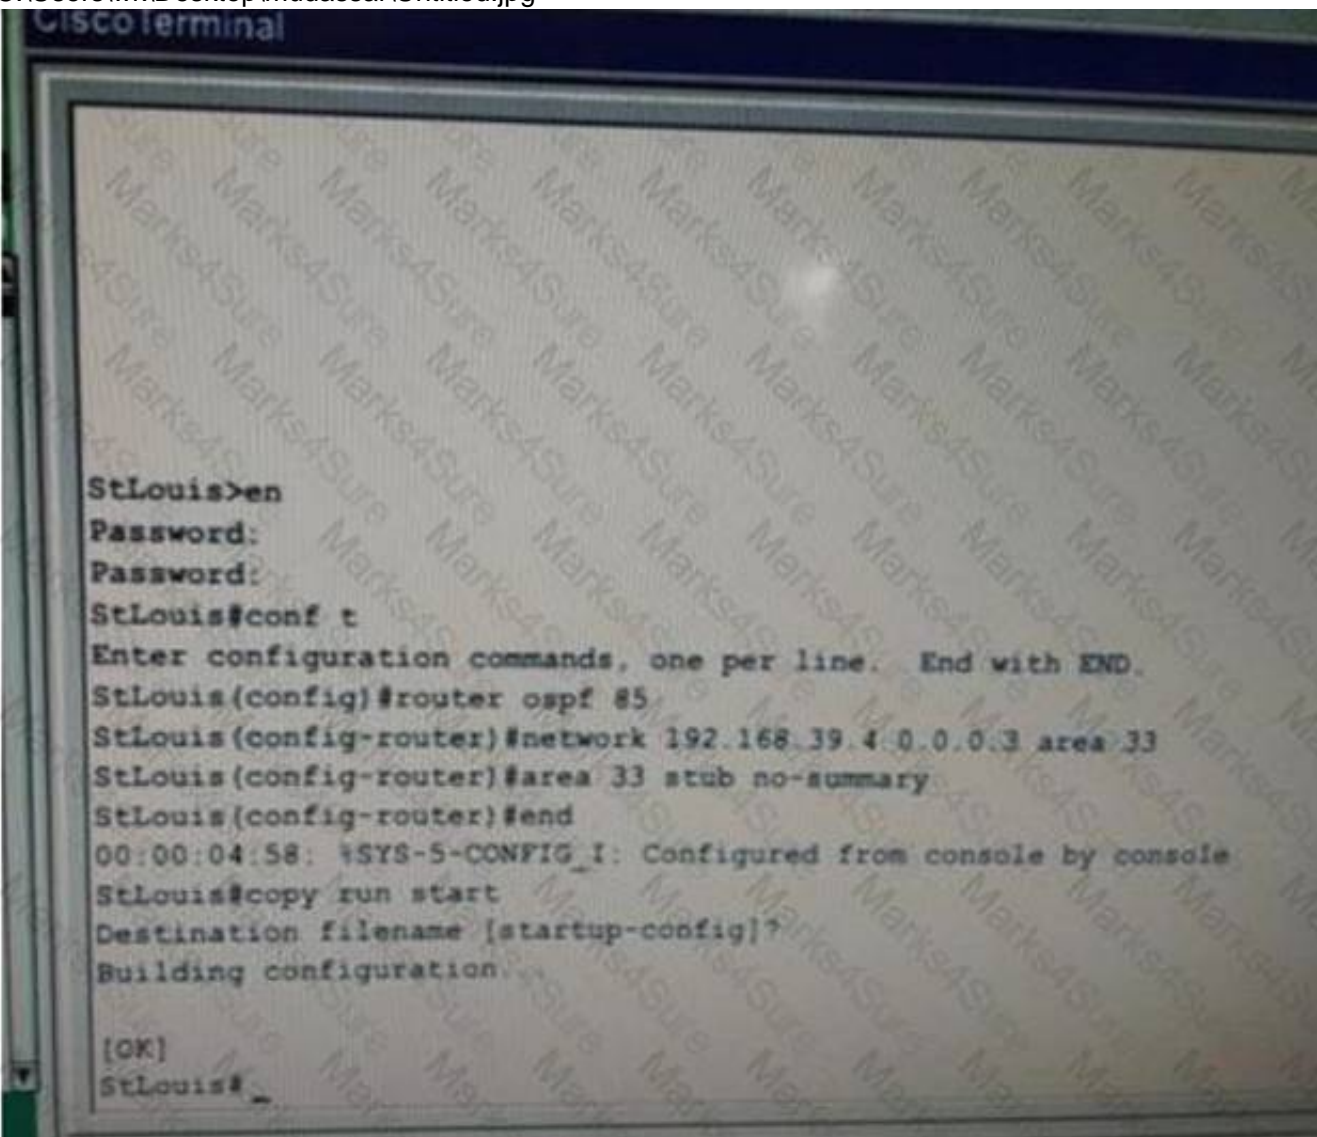 CiscoTerminal
StLouis>en
Password:
Password:
StLouis#conf t
Enter configuration commands, one per line. End with END.
StLouis(config)#router ospf 85
StLouis(config-router)#network 192.168.39.4 0.0.0.3 area 33
StLouis(config-router)#area 33 stub no-summary
StLouis(config-router)#end
00:00:04:58: %SYS-5-CONFIG_I: Configured from console by console
StLouis#copy run start
Destination filename [startup-config]?
Building configuration...
[OK]
StLouis#_
Marks4Sure